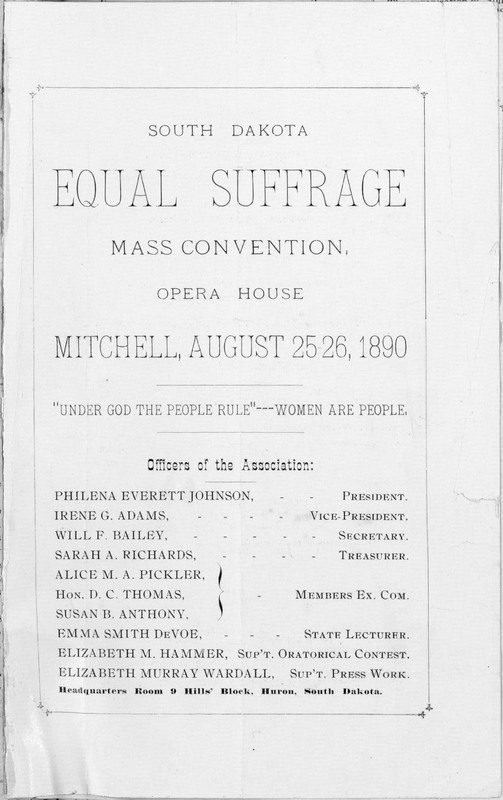 SOUTH DAKOTA
EQUAL SUFFRAGE
MASS CONVENTION,
OPERA HOUSE
MITCHELL, AUGUST 25-26, 1890
"UNDER GOD THE PEOPLE RULE"---WOMEN ARE PEOPLE.
Officers of the Association:
PHILENA EVERETT JOHNSON, - - PRESIDENT.
IRENE G. ADAMS, - - - - VICE-PRESIDENT.
WILL F. BAILEY, - - - - - SECRETARY.
SARAH A. RICHARDS, - - - - TREASURER.
ALICE M. A. PICKLER,
HON. D. C. THOMAS, - MEMBERS EX. COM.
SUSAN B. ANTHONY,
EMMA SMITH DEVOE, - - - STATE LECTURER.
ELIZABETH M. HAMMER, SUP'T. ORATORICAL CONTEST.
ELIZABETH MURRAY WARDALL, SUP'T. PRESS WORK.
Headquarters Room 9 Hills' Block, Huron, South Dakota.